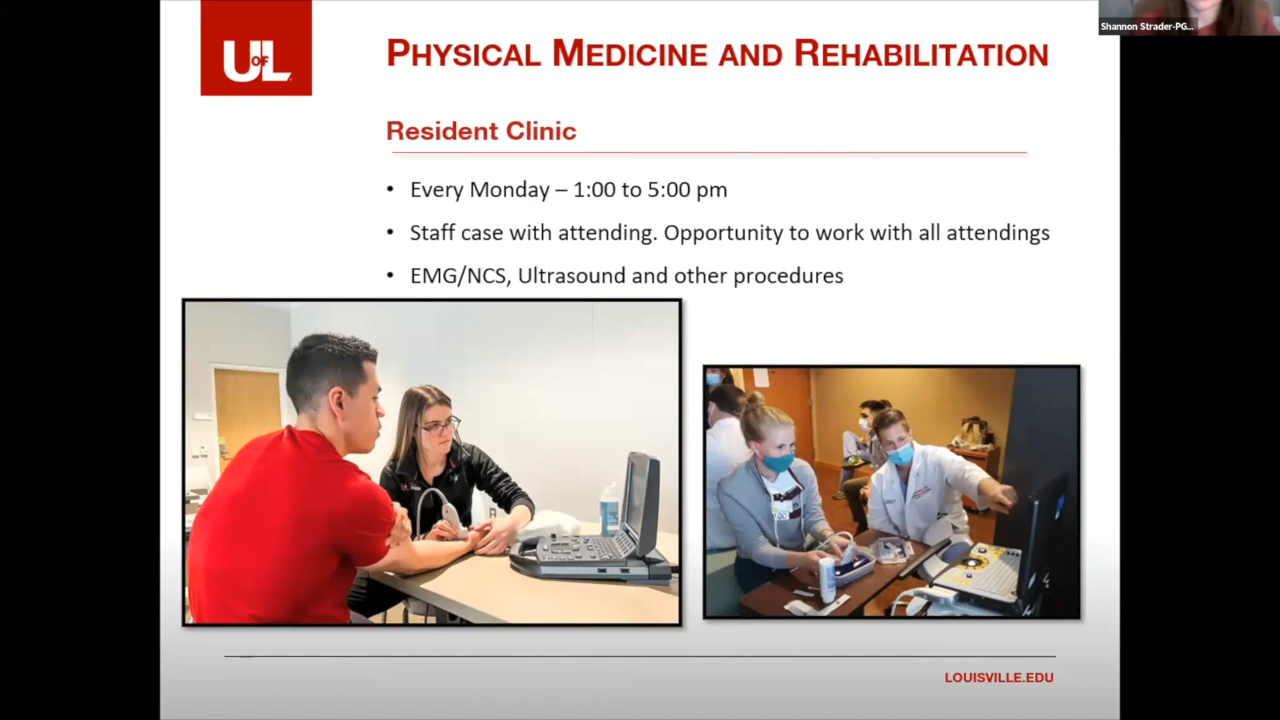 Shannon Strader-PG...
UofL
PHYSICAL MEDICINE AND REHABILITATION
Resident Clinic
• Every Monday – 1:00 to 5:00 pm
• Staff case with attending. Opportunity to work with all attendings
• EMG/NCS, Ultrasound and other procedures
LOUISVILLE.EDU